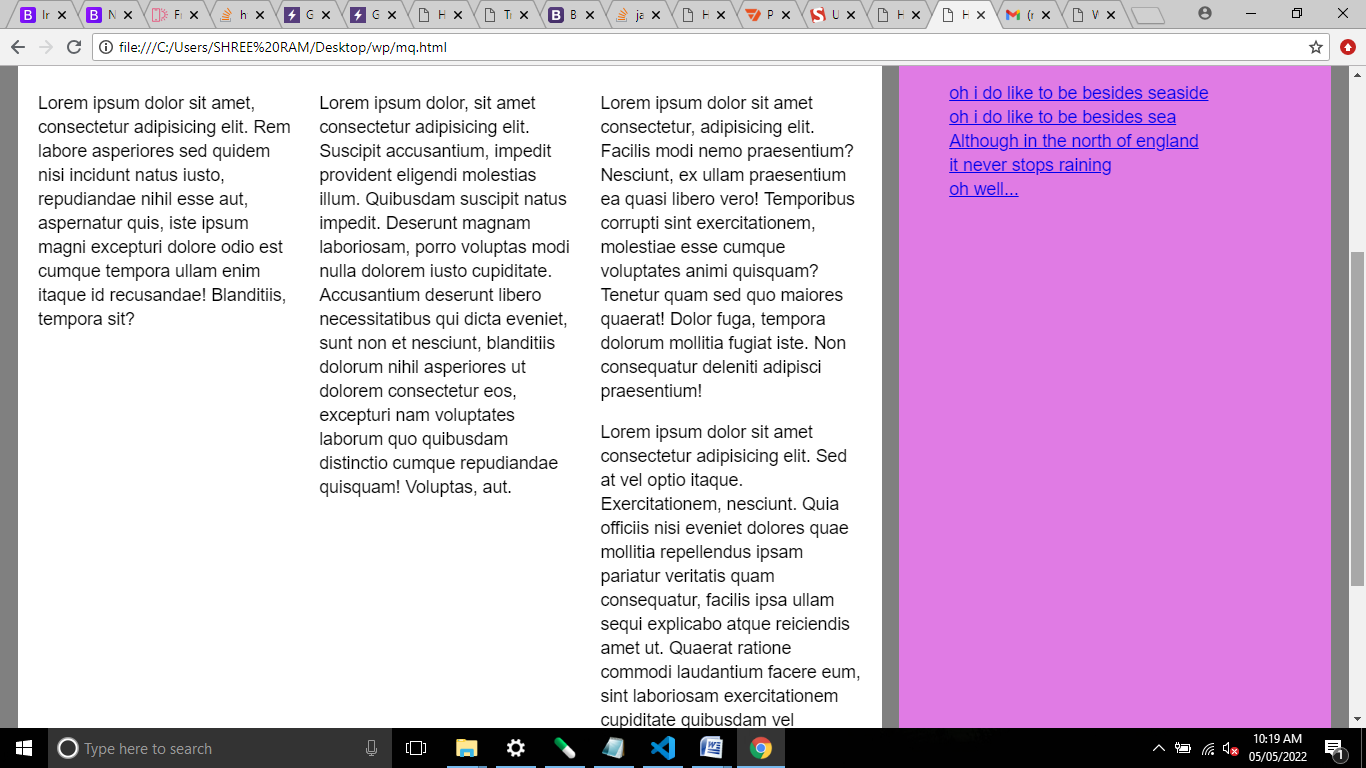 Ir
N
Fr
h
G
G
H
Tr
B
ja
H
P
U
H
H
(r
V
file:///C:/Users/SHREE%20RAM/Desktop/wp/mq.html
Lorem ipsum dolor sit amet,
consectetur adipisicing elit. Rem
labore asperiores sed quidem
nisi incidunt natus iusto,
repudiandae nihil esse aut,
aspernatur quis, iste ipsum
magni excepturi dolore odio est
cumque tempora ullam enim
itaque id recusandae! Blanditiis,
tempora sit?
Lorem ipsum dolor, sit amet
consectetur adipisicing elit.
Suscipit accusantium, impedit
provident eligendi molestias
illum. Quibusdam suscipit natus
impedit. Deserunt magnam
laboriosam, porro voluptas modi
nulla dolorem iusto cupiditate.
Accusantium deserunt libero
necessitatibus qui dicta eveniet,
sunt non et nesciunt, blanditiis
dolorum nihil asperiores ut
dolorem consectetur eos,
excepturi nam voluptates
laborum quo quibusdam
distinctio cumque repudiandae
quisquam! Voluptas, aut.
Lorem ipsum dolor sit amet
consectetur, adipisicing elit.
Facilis modi nemo praesentium?
Nesciunt, ex ullam praesentium
ea quasi libero vero! Temporibus
corrupti sint exercitationem,
molestiae esse cumque
voluptates animi quisquam?
Tenetur quam sed quo maiores
quaerat! Dolor fuga, tempora
dolorum mollitia fugiat iste. Non
consequatur deleniti adipisci
praesentium!
Lorem ipsum dolor sit amet
consectetur adipisicing elit. Sed
at vel optio itaque.
Exercitationem, nesciunt. Quia
officiis nisi eveniet dolores quae
mollitia repellendus ipsam
pariatur veritatis quam
consequatur, facilis ipsa ullam
sequi explicabo atque reiciendis
amet ut. Quaerat ratione
commodi laudantium facere eum,
sint laboriosam exercitationem
cupiditate quibusdam vel
oh i do like to be besides seaside
oh i do like to be besides sea
Although in the north of england
it never stops raining
oh well...
Type here to search
10:19 AM
05/05/2022
1